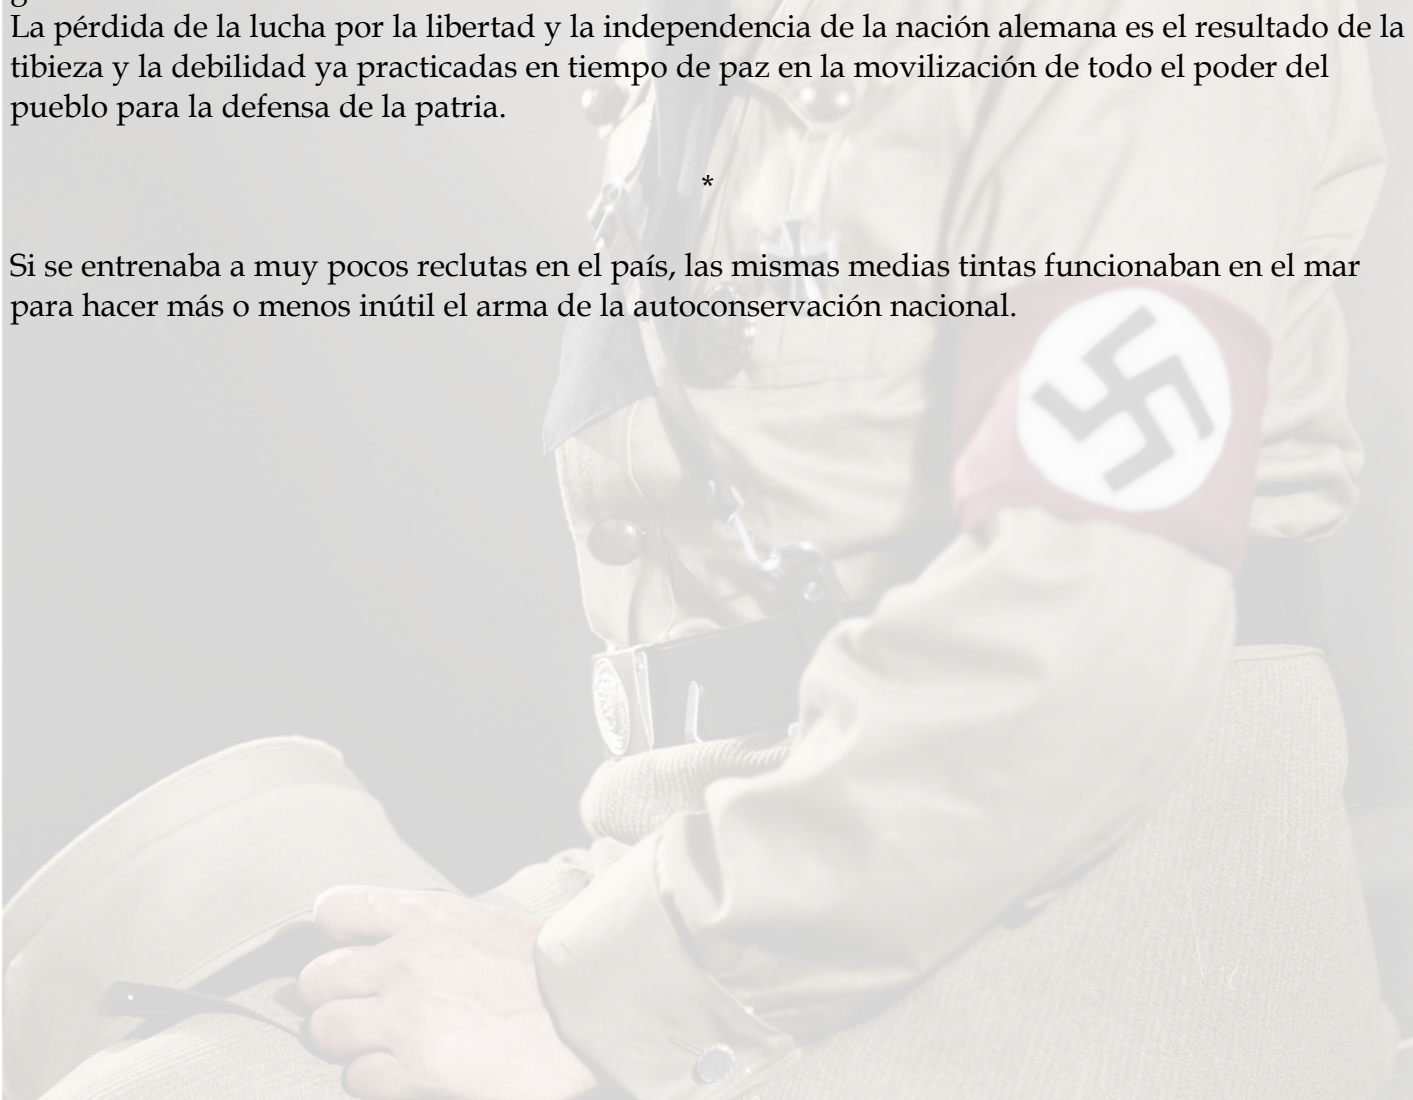 La pérdida de la lucha por la libertad y la independencia de la nación alemana es el resultado de la
tibieza y la debilidad ya practicadas en tiempo de paz en la movilización de todo el poder del
pueblo para la defensa de la patria.
*
Si se entrenaba a muy pocos reclutas en el país, las mismas medias tintas funcionaban en el mar
para hacer más o menos inútil el arma de la autoconservación nacional.